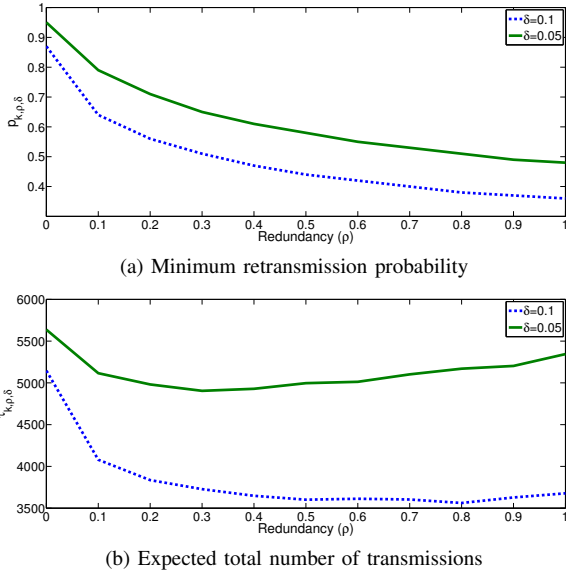 1
0.9
0.8
0.7
0.6
0.5
0.4
p k,ρ,δ
δ=0.1
δ=0.05
0 0.1 0.2 0.3 0.4 0.5 0.6 0.7 0.8 0.9 1
Redundancy (ρ)
(a) Minimum retransmission probability
6000
5500
5000
4500
4000
3500
k,ρ,δ
δ=0.1
δ=0.05
0 0.1 0.2 0.3 0.4 0.5 0.6 0.7 0.8 0.9 1
Redundancy (ρ)
(b) Expected total number of transmissions